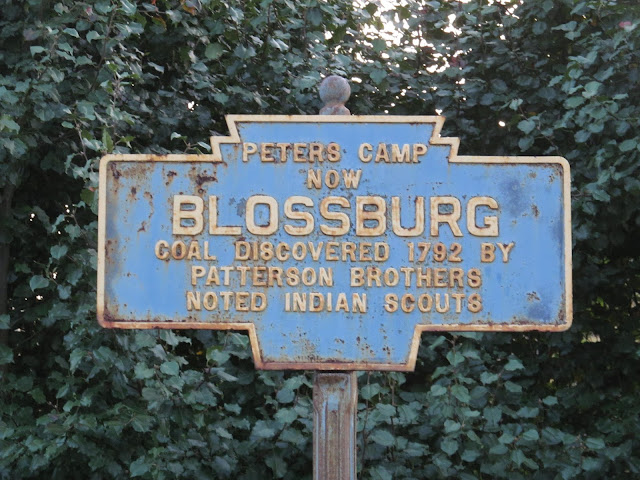 PETERS CAMP
NOW
BLOSSBURG
COAL DISCOVERED 1792 BY
PATTERSON BROTHERS
NOTED INDIAN SCOUTS